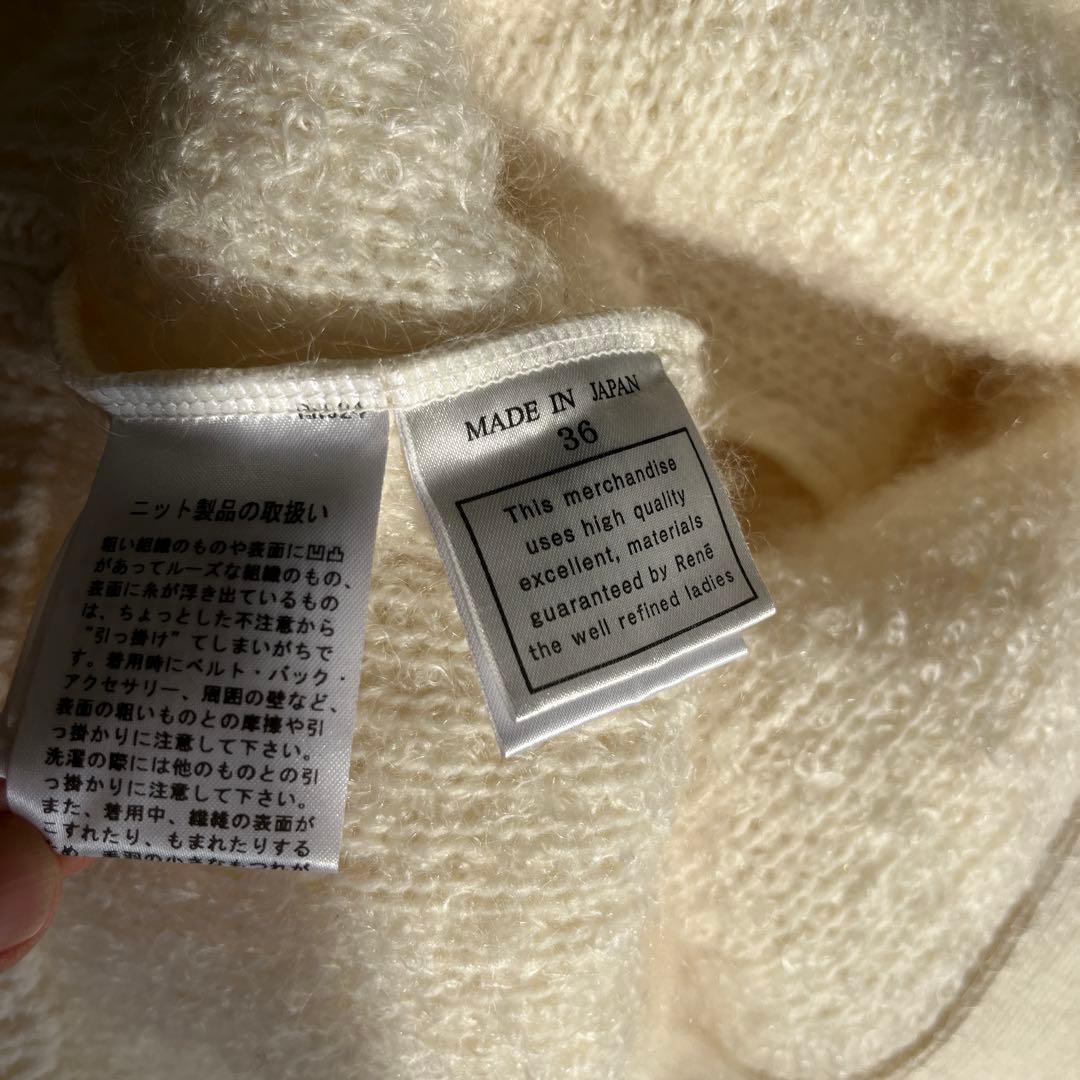 ニット製品の取扱い
粗い組織のものや表面に凹凸
があってルーズな組織のもの、
表面に糸が浮き出ているもの
は、ちょっとした不注意から
"引っ掛け" てしまいがちで
す。着用時にベルト・バック・
アクセサリー、周囲の壁など、
表面の粗いものとの摩擦や引
っ掛かりに注意して下さい。
洗濯の際には他のものとの引
っ掛かりに注意して下さい。
また、着用中、繊維の表面が
こすれたり、もまれたりする
MADE IN JAPAN
36
This merchandise
uses high quality
excellent, materials
guaranteed by René
the well refined ladies